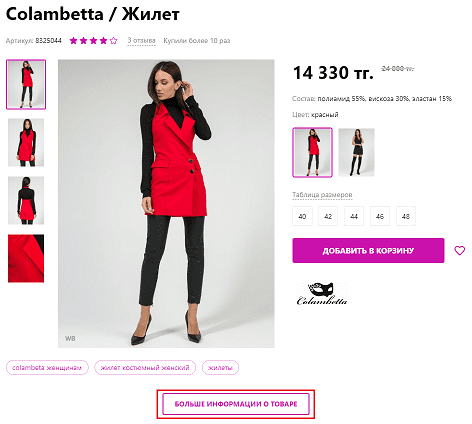 Colambetta / Жилет
Артикул: 8325044 3 отзыва Купили более 10 раз
14 330 тг. 24 888 тг.
Состав: полиамид 55%, вискоза 30%, эластан 15%
Цвет: красный
Таблица размеров
40 42 44 46 48
ДОБАВИТЬ В КОРЗИНУ
Colambetta
WB
colambeta женщинам жилет костюмный женский жилеты
БОЛЬШЕ ИНФОРМАЦИИ О ТОВАРЕ